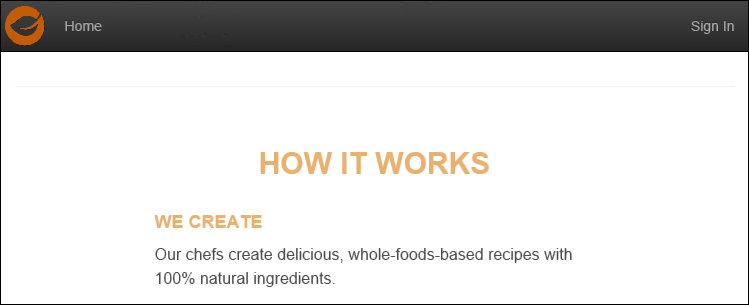 Home
Sign In
HOW IT WORKS
WE CREATE
Our chefs create delicious, whole-foods-based recipes with
100% natural ingredients.